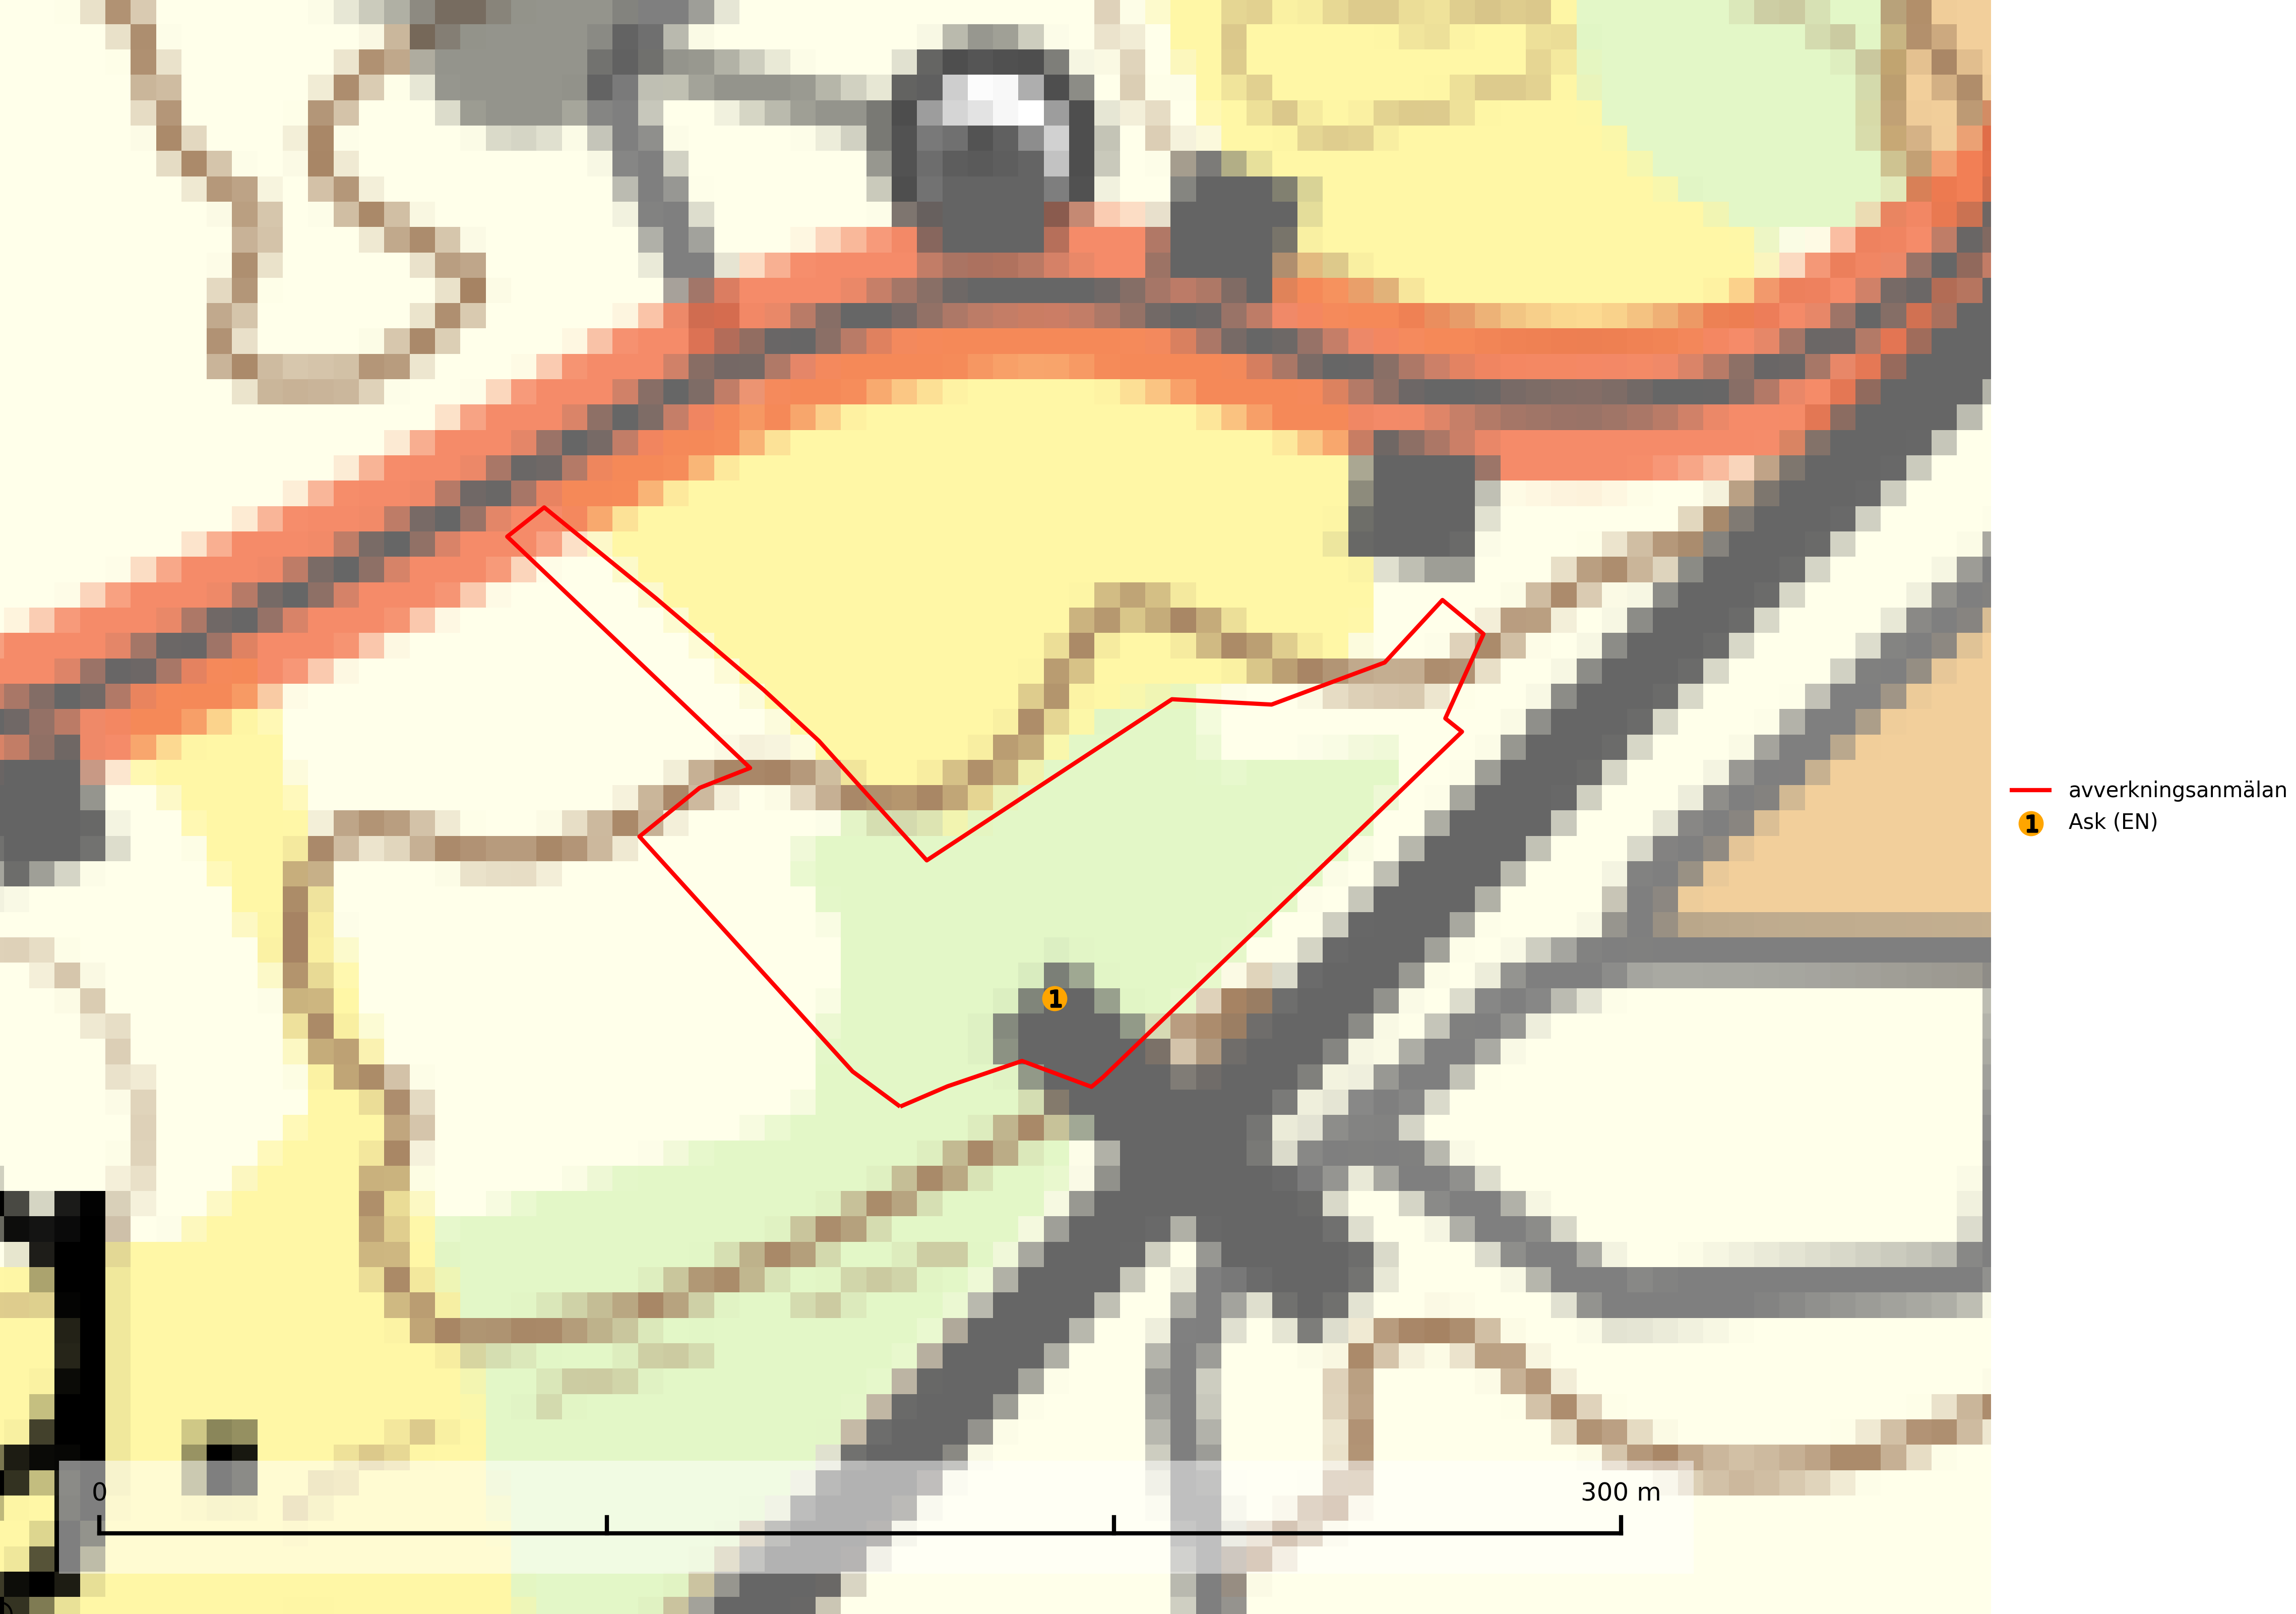 1
avverkningsanmälan
1 Ask (EN)
0 300 m